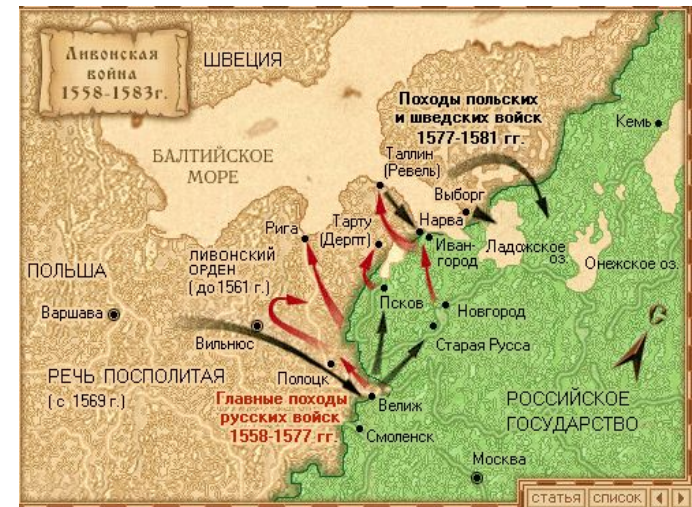 Ливонская
война
1558-1583г.
ШВЕЦИЯ
Походы польских
и шведских войск
1577-1581 гг.
Кемь
БАЛТИЙСКОЕ
МОРЕ
Таллин
(Ревель)
Выборг
Нарва
Рига
Тарту
(Дерпт)
Иван-
город
Ладожское
оз.
Онежское оз.
ЛИВОНСКИЙ
ОРДЕН
(до 1561 г.)
ПОЛЬША
Варшава
Псков
Новгород
С
Вильнюс
Старая Русса
РЕЧЬ ПОСПОЛИТАЯ
(с 1569 г.)
Полоцк
Главные походы
русских войск
1558-1577 гг.
Велиж
Смоленск
РОССИЙСКОЕ
ГОСУДАРСТВО
Москва
статья список